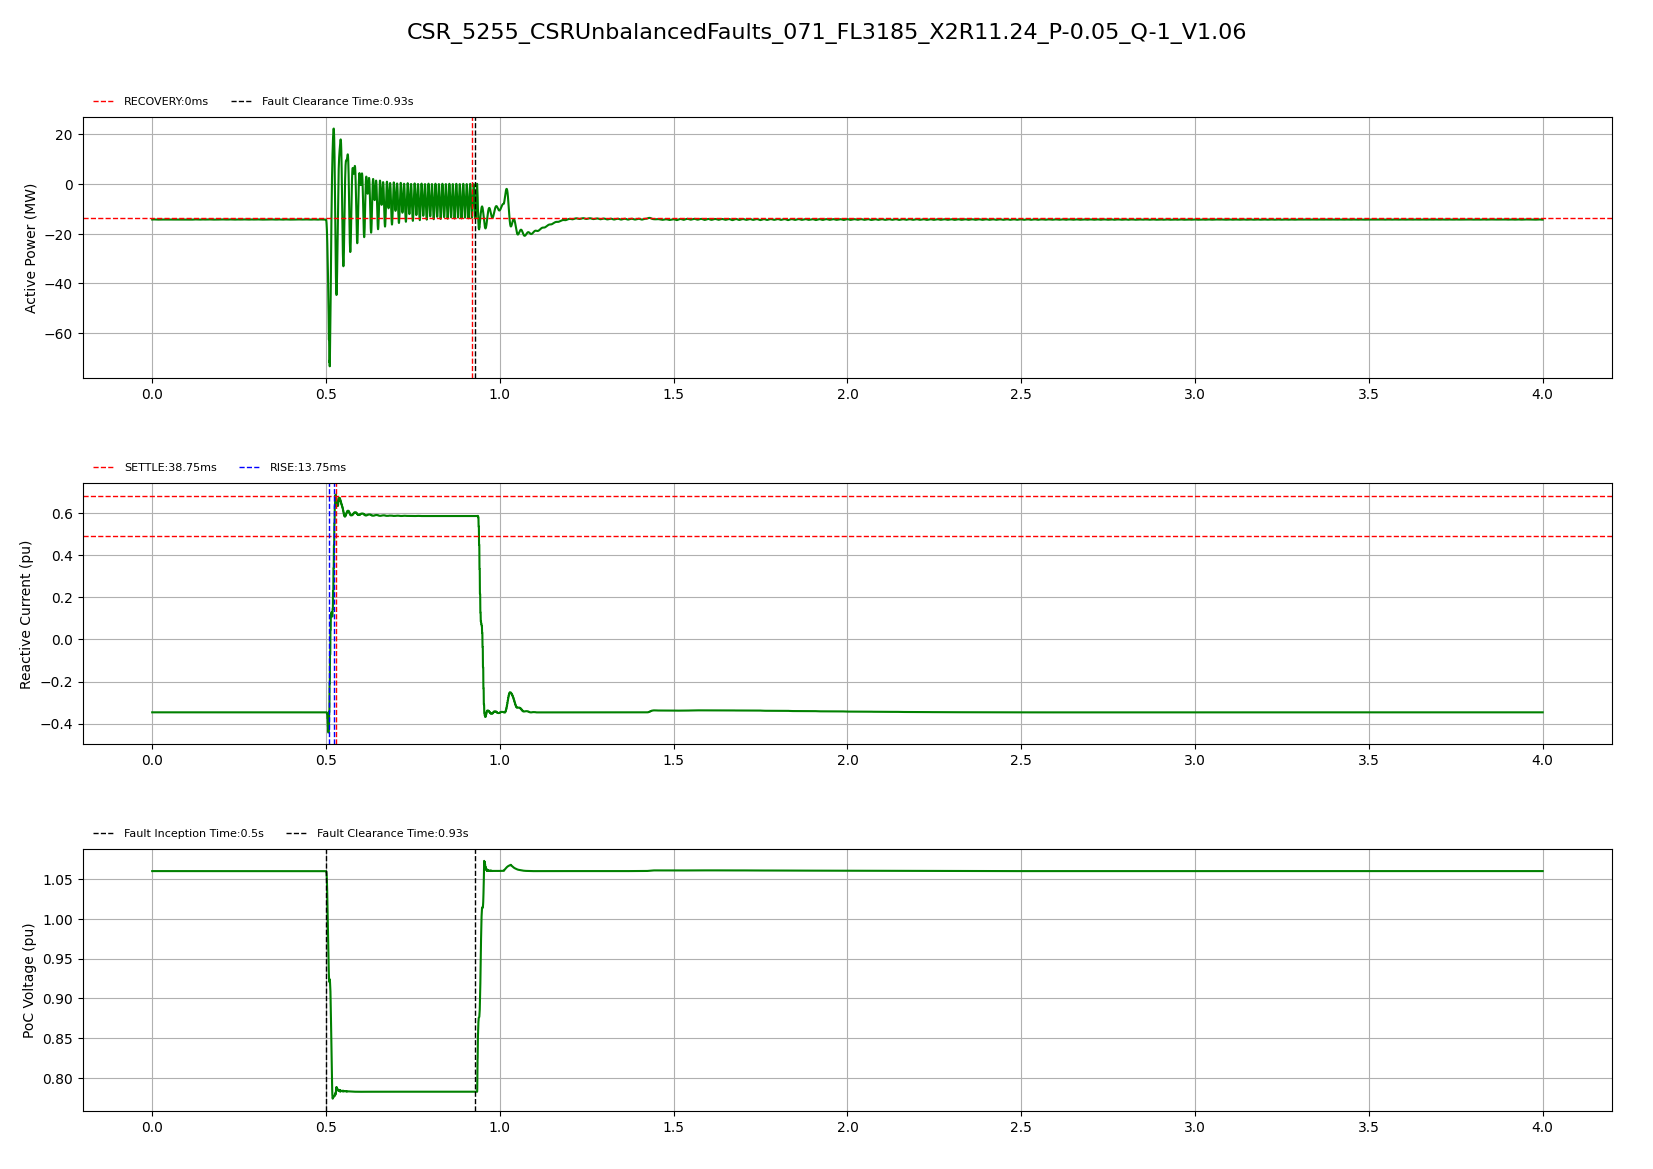 CSR_5255_CSRUnbalancedFaults_071_FL3185_X2R11.24_P-0.05_Q-1_V1.06
RECOVERY:0ms Fault Clearance Time:0.93s
Active Power (MW)
20
0
−20
−40
−60
0.0 0.5 1.0 1.5 2.0 2.5 3.0 3.5 4.0
SETTLE:38.75ms RISE:13.75ms
Reactive Current (pu)
0.6
0.4
0.2
0.0
−0.2
−0.4
0.0 0.5 1.0 1.5 2.0 2.5 3.0 3.5 4.0
Fault Inception Time:0.5s Fault Clearance Time:0.93s
PoC Voltage (pu)
1.05
1.00
0.95
0.90
0.85
0.80
0.0 0.5 1.0 1.5 2.0 2.5 3.0 3.5 4.0